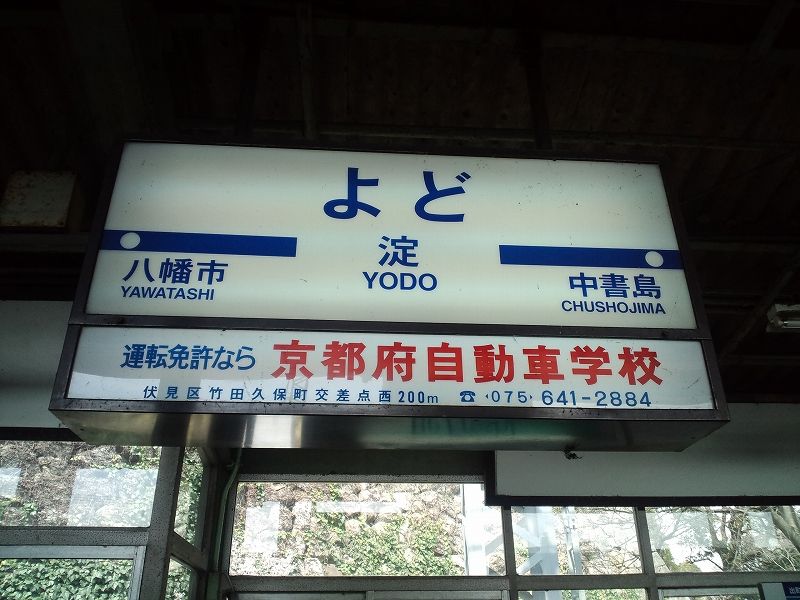 よど
淀
YODO
八幡市
YAWATASHI
中書島
CHUSHOJIMA
運転免許なら 京都府自動車学校
伏見区竹田久保町交差点西200m ☎ (075) 641-2884